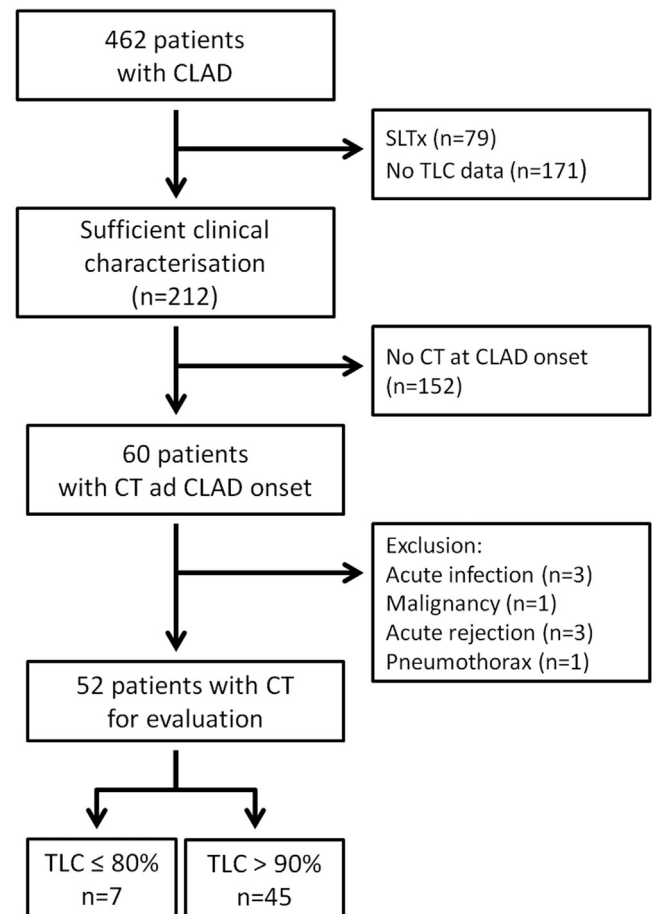 462 patients
with CLAD
SLTx (n=79)
No TLC data (n=171)
Sufficient clinical
characterisation
(n=212)
No CT at CLAD onset
(n=152)
60 patients
with CT ad CLAD onset
Exclusion:
Acute infection (n=3)
Malignancy (n=1)
Acute rejection (n=3)
Pneumothorax (n=1)
52 patients with CT
for evaluation
TLC ≤ 80%
n=7
TLC > 90%
n=45